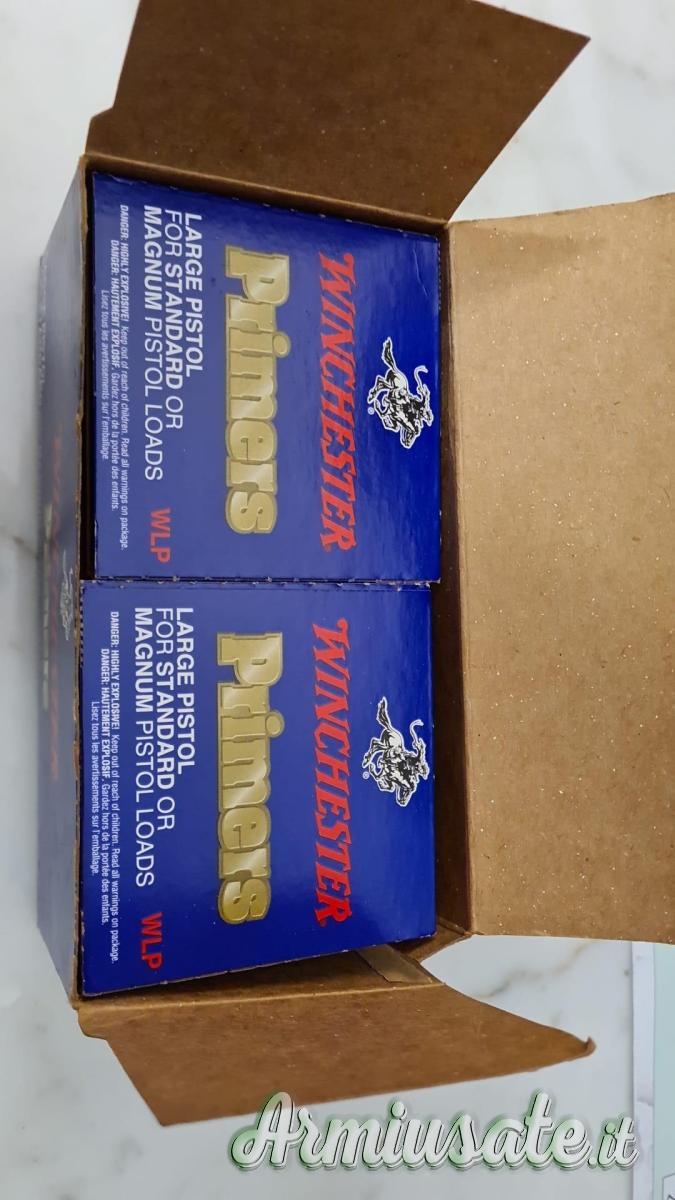 WINCHESTER
®
Primers
LARGE PISTOL
FOR STANDARD OR
MAGNUM PISTOL LOADS WLP
DANGER: HIGHLY EXPLOSIVE! Keep out of reach of children. Read all warnings on package.
DANGER: HAUTEMENT EXPLOSIF. Gardez hors de la portée des enfants.
Lisez tous les avertissements sur l'emballage
WINCHESTER
®
Primers
LARGE PISTOL
FOR STANDARD OR
MAGNUM PISTOL LOADS WLP
DANGER: HIGHLY EXPLOSIVE! Keep out of reach of children. Read all warnings on package.
DANGER: HAUTEMENT EXPLOSIF. Gardez hors de la portée des enfants.
Lisez tous les avertissements sur l'emballage.
Armiusate.it